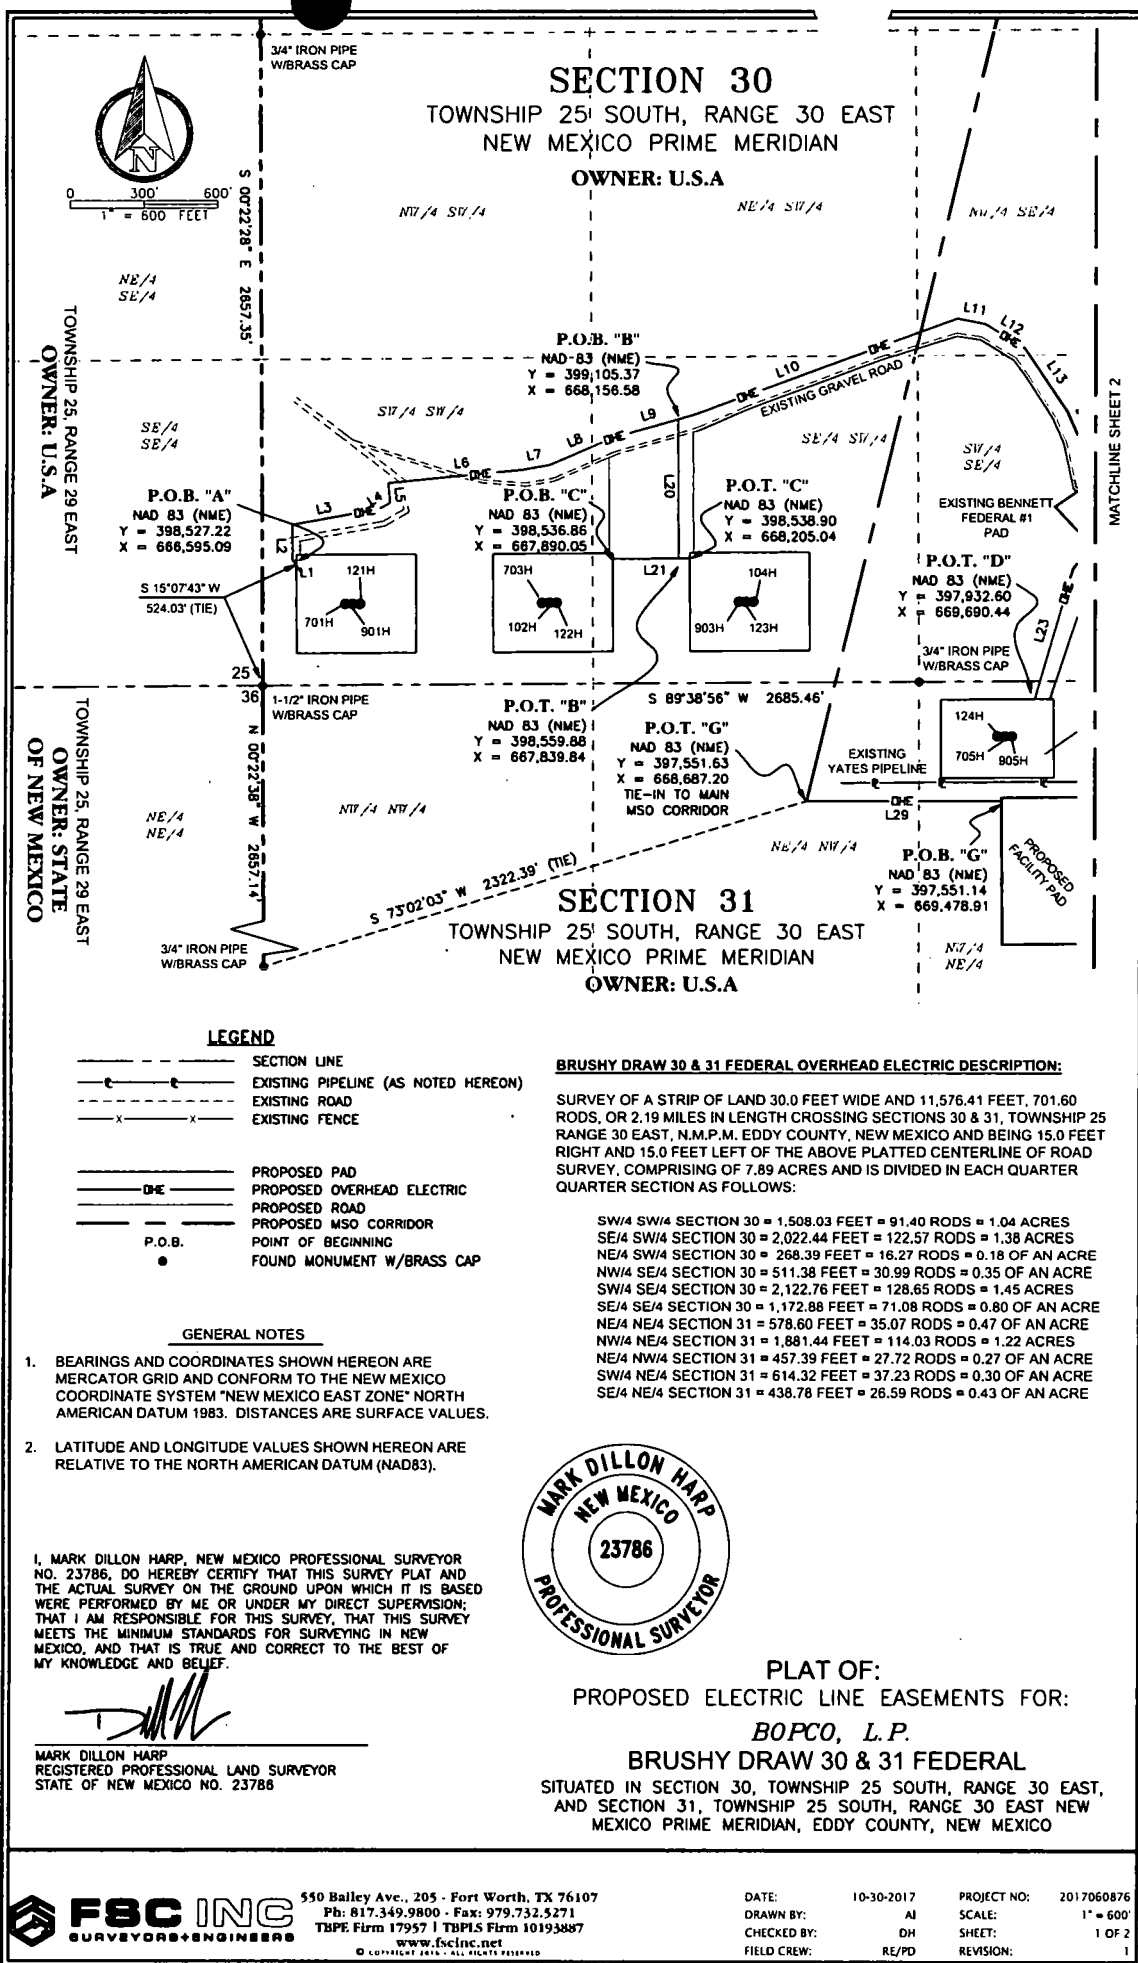 3/4" IRON PIPE
W/BRASS CAP
SECTION 30
TOWNSHIP 25 SOUTH, RANGE 30 EAST
NEW MEXICO PRIME MERIDIAN
OWNER: U.S.A
N
0 300' 600'
1" = 600 FEET
S 00°22'28" E 2657.35'
NW/4 SW/4
NE/4 SW/4
NW/4 SE/4
NE/4
SE/4
TOWNSHIP 25, RANGE 29 EAST
OWNER: U.S.A
L11
L12
OHE
L13
P.O.B. "B"
NAD-83 (NME)
Y = 399,105.37
X = 668,156.58
OHE
L10
OHE
EXISTING GRAVEL ROAD
MATCHLINE SHEET 2
SW/4 SW/4
L9
L8
OHE
L7
L6
OHE
SE/4 SW/4
SW/4
SE/4
SE/4
SE/4
P.O.B. "A"
NAD 83 (NME)
Y = 398,527.22
X = 666,595.09
L3
OHE
L4
L5
L2
L1
P.O.B. "C"
NAD 83 (NME)
Y = 398,536.86
X = 667,890.05
L20
P.O.T. "C"
NAD 83 (NME)
Y = 398,538.90
X = 668,205.04
EXISTING BENNETT
FEDERAL #1
PAD
P.O.T. "D"
NAD 83 (NME)
Y = 397,932.60
X = 669,690.44
OHE
L23
S 15°07'43" W
524.03' (TIE)
121H
701H
901H
703H
102H
122H
L21
104H
903H
123H
3/4" IRON PIPE
W/BRASS CAP
25
36
1-1/2" IRON PIPE
W/BRASS CAP
S 89°38'56" W 2685.46'
P.O.T. "B"
NAD 83 (NME)
Y = 398,559.88
X = 667,839.84
P.O.T. "G"
NAD 83 (NME)
Y = 397,551.63
X = 668,687.20
TIE-IN TO MAIN
MSO CORRIDOR
124H
705H
905H
EXISTING
YATES PIPELINE
OHE
L29
TOWNSHIP 25, RANGE 29 EAST
OWNER: STATE
OF NEW MEXICO
N 00°22'38" W 2657.14'
NE/4
NE/4
NW/4 NW/4
NE/4 NW/4
P.O.B. "G"
NAD 83 (NME)
Y = 397,551.14
X = 669,478.91
PROPOSED
FACILITY PAD
S 73°02'03" W 2322.39' (TIE)
SECTION 31
TOWNSHIP 25 SOUTH, RANGE 30 EAST
NEW MEXICO PRIME MERIDIAN
OWNER: U.S.A
3/4" IRON PIPE
W/BRASS CAP
NW/4
NE/4
LEGEND
SECTION LINE
EXISTING PIPELINE (AS NOTED HEREON)
EXISTING ROAD
x x EXISTING FENCE
PROPOSED PAD
OHE PROPOSED OVERHEAD ELECTRIC
PROPOSED ROAD
PROPOSED MSO CORRIDOR
P.O.B. POINT OF BEGINNING
FOUND MONUMENT W/BRASS CAP
BRUSHY DRAW 30 & 31 FEDERAL OVERHEAD ELECTRIC DESCRIPTION:
SURVEY OF A STRIP OF LAND 30.0 FEET WIDE AND 11,576.41 FEET, 701.60
RODS, OR 2.19 MILES IN LENGTH CROSSING SECTIONS 30 & 31, TOWNSHIP 25
RANGE 30 EAST, N.M.P.M. EDDY COUNTY, NEW MEXICO AND BEING 15.0 FEET
RIGHT AND 15.0 FEET LEFT OF THE ABOVE PLATTED CENTERLINE OF ROAD
SURVEY, COMPRISING OF 7.89 ACRES AND IS DIVIDED IN EACH QUARTER
QUARTER SECTION AS FOLLOWS:
SW/4 SW/4 SECTION 30 = 1,508.03 FEET = 91.40 RODS = 1.04 ACRES
SE/4 SW/4 SECTION 30 = 2,022.44 FEET = 122.57 RODS = 1.38 ACRES
NE/4 SW/4 SECTION 30 = 268.39 FEET = 16.27 RODS = 0.18 OF AN ACRE
NW/4 SE/4 SECTION 30 = 511.38 FEET = 30.99 RODS = 0.35 OF AN ACRE
SW/4 SE/4 SECTION 30 = 2,122.76 FEET = 128.65 RODS = 1.45 ACRES
SE/4 SE/4 SECTION 30 = 1,172.88 FEET = 71.08 RODS = 0.80 OF AN ACRE
NE/4 NE/4 SECTION 31 = 578.60 FEET = 35.07 RODS = 0.47 OF AN ACRE
NW/4 NE/4 SECTION 31 = 1,881.44 FEET = 114.03 RODS = 1.22 ACRES
NE/4 NW/4 SECTION 31 = 457.39 FEET = 27.72 RODS = 0.27 OF AN ACRE
SW/4 NE/4 SECTION 31 = 614.32 FEET = 37.23 RODS = 0.30 OF AN ACRE
SE/4 NE/4 SECTION 31 = 438.78 FEET = 26.59 RODS = 0.43 OF AN ACRE
GENERAL NOTES
1. BEARINGS AND COORDINATES SHOWN HEREON ARE
MERCATOR GRID AND CONFORM TO THE NEW MEXICO
COORDINATE SYSTEM "NEW MEXICO EAST ZONE" NORTH
AMERICAN DATUM 1983. DISTANCES ARE SURFACE VALUES.
2. LATITUDE AND LONGITUDE VALUES SHOWN HEREON ARE
RELATIVE TO THE NORTH AMERICAN DATUM (NAD83).
MARK DILLON HARP
NEW MEXICO
23786
PROFESSIONAL SURVEYOR
I, MARK DILLON HARP, NEW MEXICO PROFESSIONAL SURVEYOR
NO. 23786, DO HEREBY CERTIFY THAT THIS SURVEY PLAT AND
THE ACTUAL SURVEY ON THE GROUND UPON WHICH IT IS BASED
WERE PERFORMED BY ME OR UNDER MY DIRECT SUPERVISION;
THAT I AM RESPONSIBLE FOR THIS SURVEY, THAT THIS SURVEY
MEETS THE MINIMUM STANDARDS FOR SURVEYING IN NEW
MEXICO, AND THAT IS TRUE AND CORRECT TO THE BEST OF
MY KNOWLEDGE AND BELIEF.
MARK DILLON HARP
REGISTERED PROFESSIONAL LAND SURVEYOR
STATE OF NEW MEXICO NO. 23786
PLAT OF:
PROPOSED ELECTRIC LINE EASEMENTS FOR:
BOPCO, L.P.
BRUSHY DRAW 30 & 31 FEDERAL
SITUATED IN SECTION 30, TOWNSHIP 25 SOUTH, RANGE 30 EAST,
AND SECTION 31, TOWNSHIP 25 SOUTH, RANGE 30 EAST NEW
MEXICO PRIME MERIDIAN, EDDY COUNTY, NEW MEXICO
FSC INC
SURVEYORS+ENGINEERS
550 Bailey Ave., 205 - Fort Worth, TX 76107
Ph: 817.349.9800 - Fax: 979.732.5271
TBPE Firm 17957 | TBPLS Firm 10193887
www.fscinc.net
© COPYRIGHT 2016 - ALL RIGHTS RESERVED
DATE: 10-30-2017 PROJECT NO: 2017060876
DRAWN BY: AI SCALE: 1" = 600'
CHECKED BY: DH SHEET: 1 OF 2
FIELD CREW: RE/PD REVISION: 1